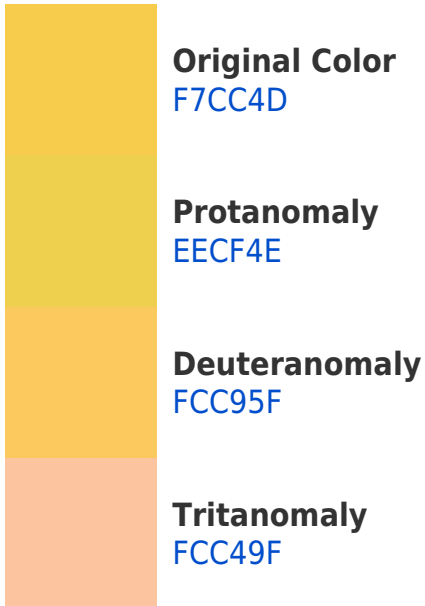 Original Color
F7CC4D
Protanomaly
EECF4E
Deuteranomaly
FCC95F
Tritanomaly
FCC49F